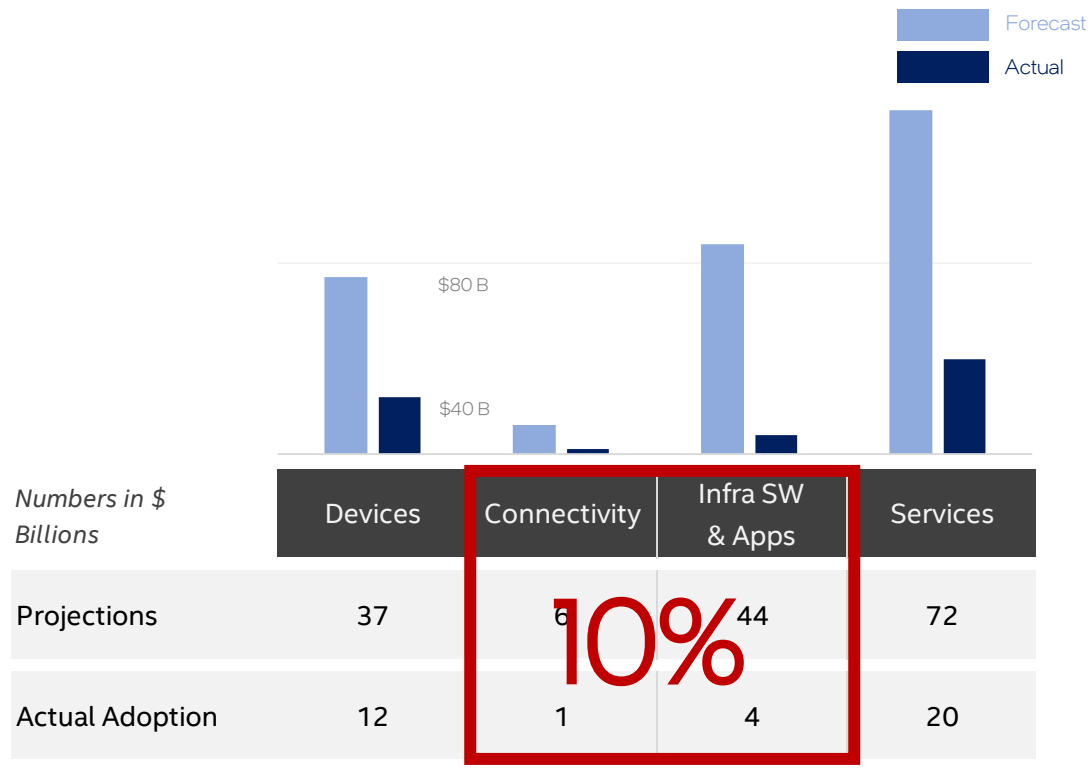 Forecast
Actual
$80 B
$40 B
Numbers in $
Billions
Devices
Connectivity
Infra SW
& Apps
Services
Projections 37 6 44 72
10%
Actual Adoption 12 1 4 20